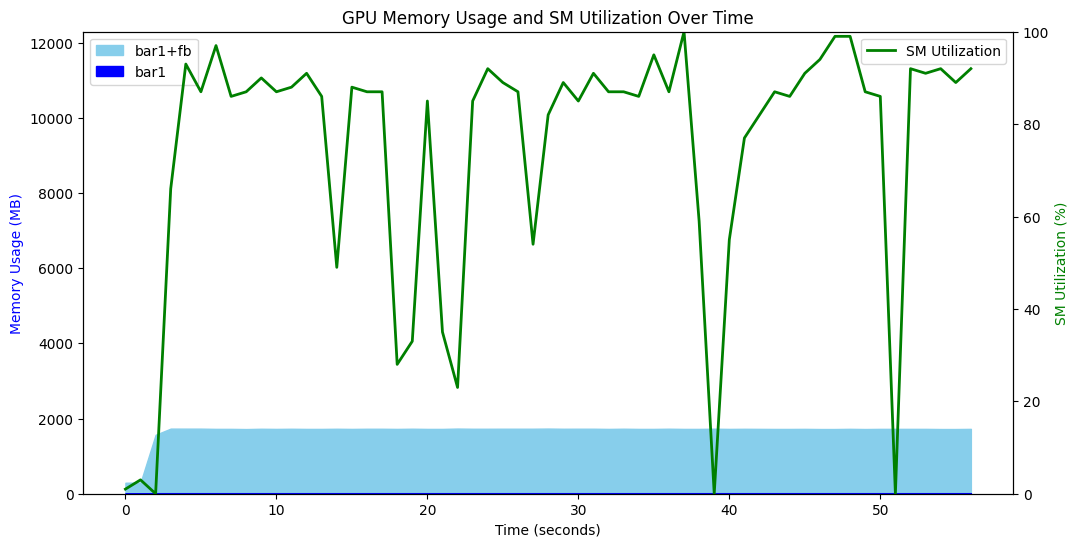 GPU Memory Usage and SM Utilization Over Time
bar1+fb
bar1
SM Utilization
Memory Usage (MB)
12000
10000
8000
6000
4000
2000
0
100
80
60
40
20
0
SM Utilization (%)
0 10 20 30 40 50
Time (seconds)